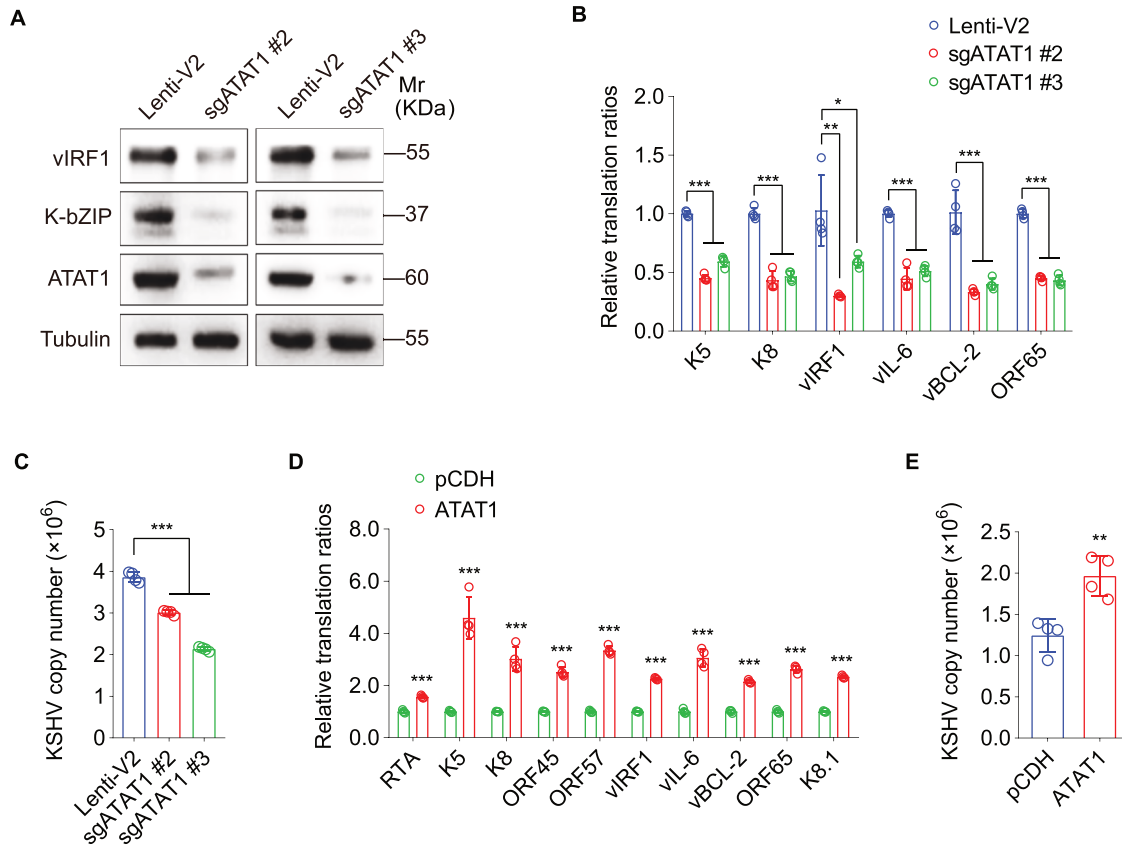 A
Lenti-V2
sgATAT1 #2
Lenti-V2
sgATAT1 #3
Mr
(KDa)
vIRF1
55
K-bZIP
37
ATAT1
60
Tubulin
55
B
Lenti-V2
sgATAT1 #2
sgATAT1 #3
Relative translation ratios
2.0
1.5
1.0
0.5
0.0
***
***
**
*
***
***
***
K5
K8
vIRF1
vIL-6
vBCL-2
ORF65
C
KSHV copy number (×10⁶)
5
4
3
2
1
0
***
Lenti-V2
sgATAT1 #2
sgATAT1 #3
D
pCDH
ATAT1
Relative translation ratios
8.0
6.0
4.0
2.0
0.0
***
***
***
***
***
***
***
***
***
***
RTA
K5
K8
ORF45
ORF57
vIRF1
vIL-6
vBCL-2
ORF65
K8.1
E
KSHV copy number (×10⁶)
2.5
2.0
1.5
1.0
0.5
0.0
**
pCDH
ATAT1